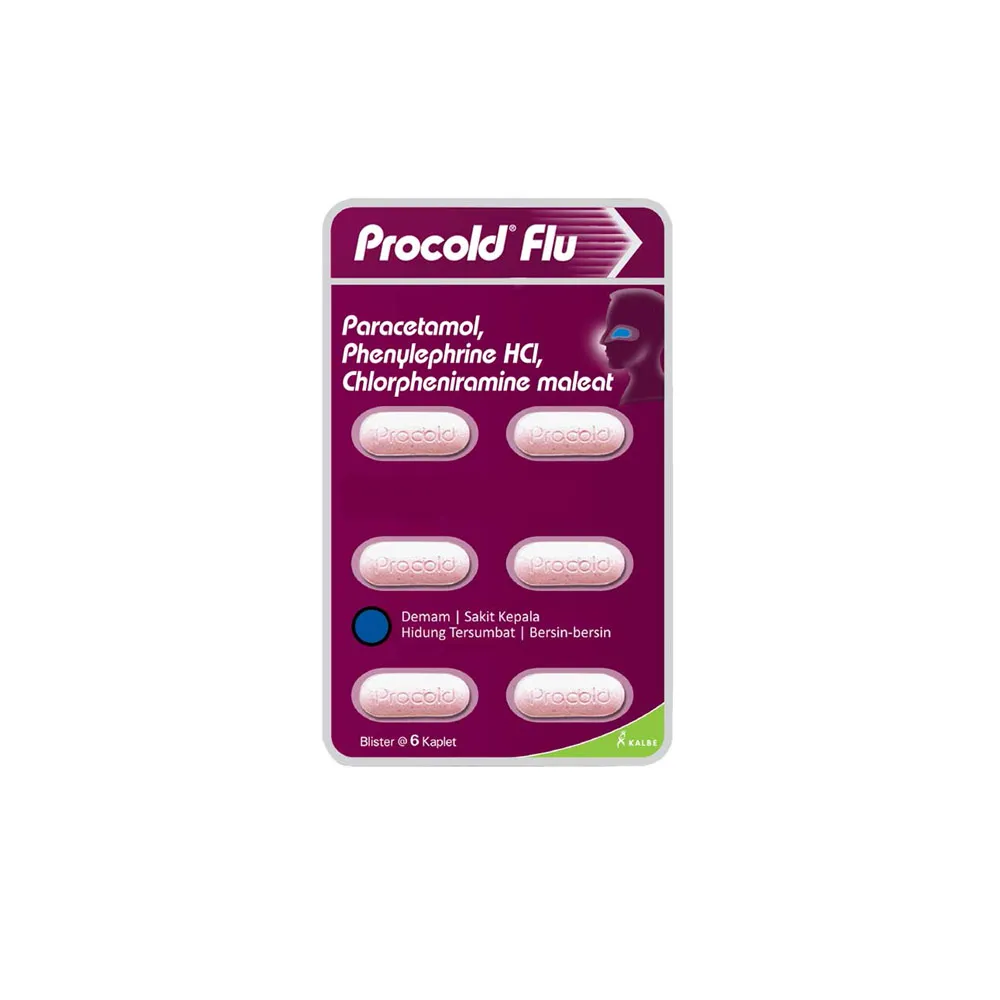 Procold® Flu
Paracetamol,
Phenylephrine HCl,
Chlorpheniramine maleat
Procold Procold
Procold Procold
Demam | Sakit Kepala
Hidung Tersumbat | Bersin-bersin
Procold Procold
Blister @ 6 Kaplet
KALBE